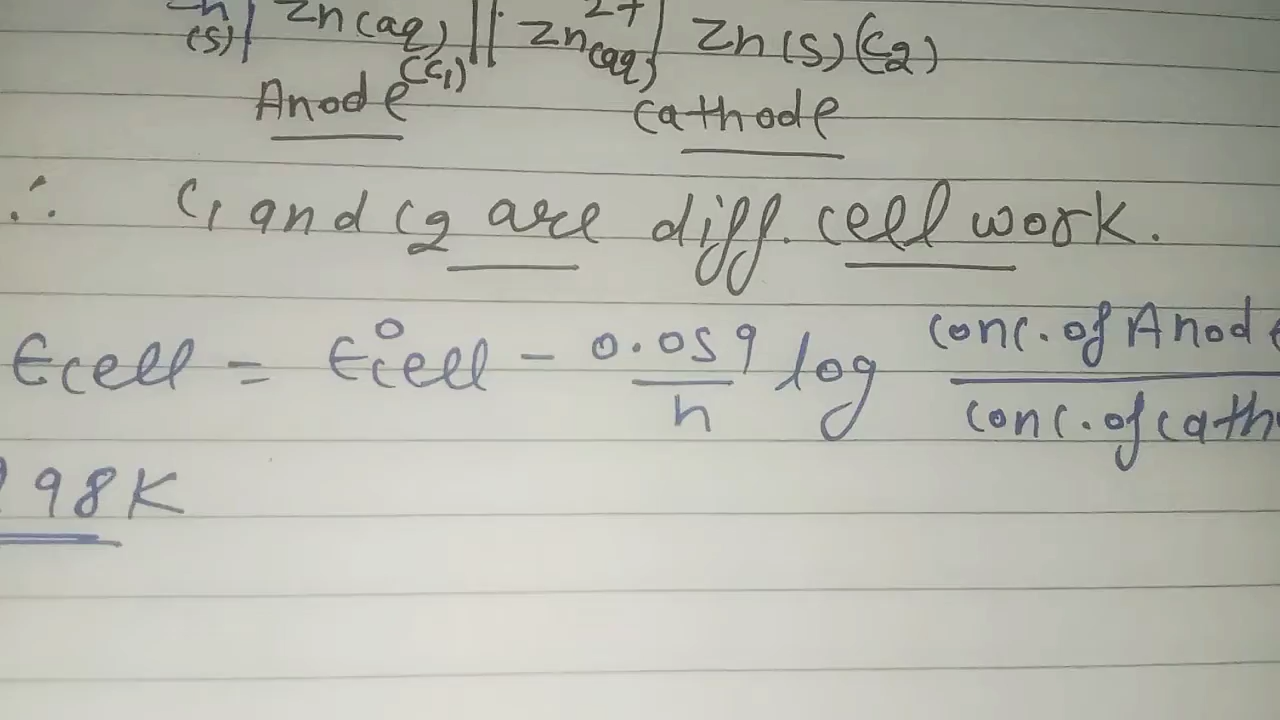 (s) | Zn(aq) || Zn2+(aq) | Zn(s)(C2)
(C1)
Anode Cathode
∴ C1 and C2 are diff. cell work.
Ecell = E°cell - 0.059/n log conc. of Anode/conc. of cath
298K